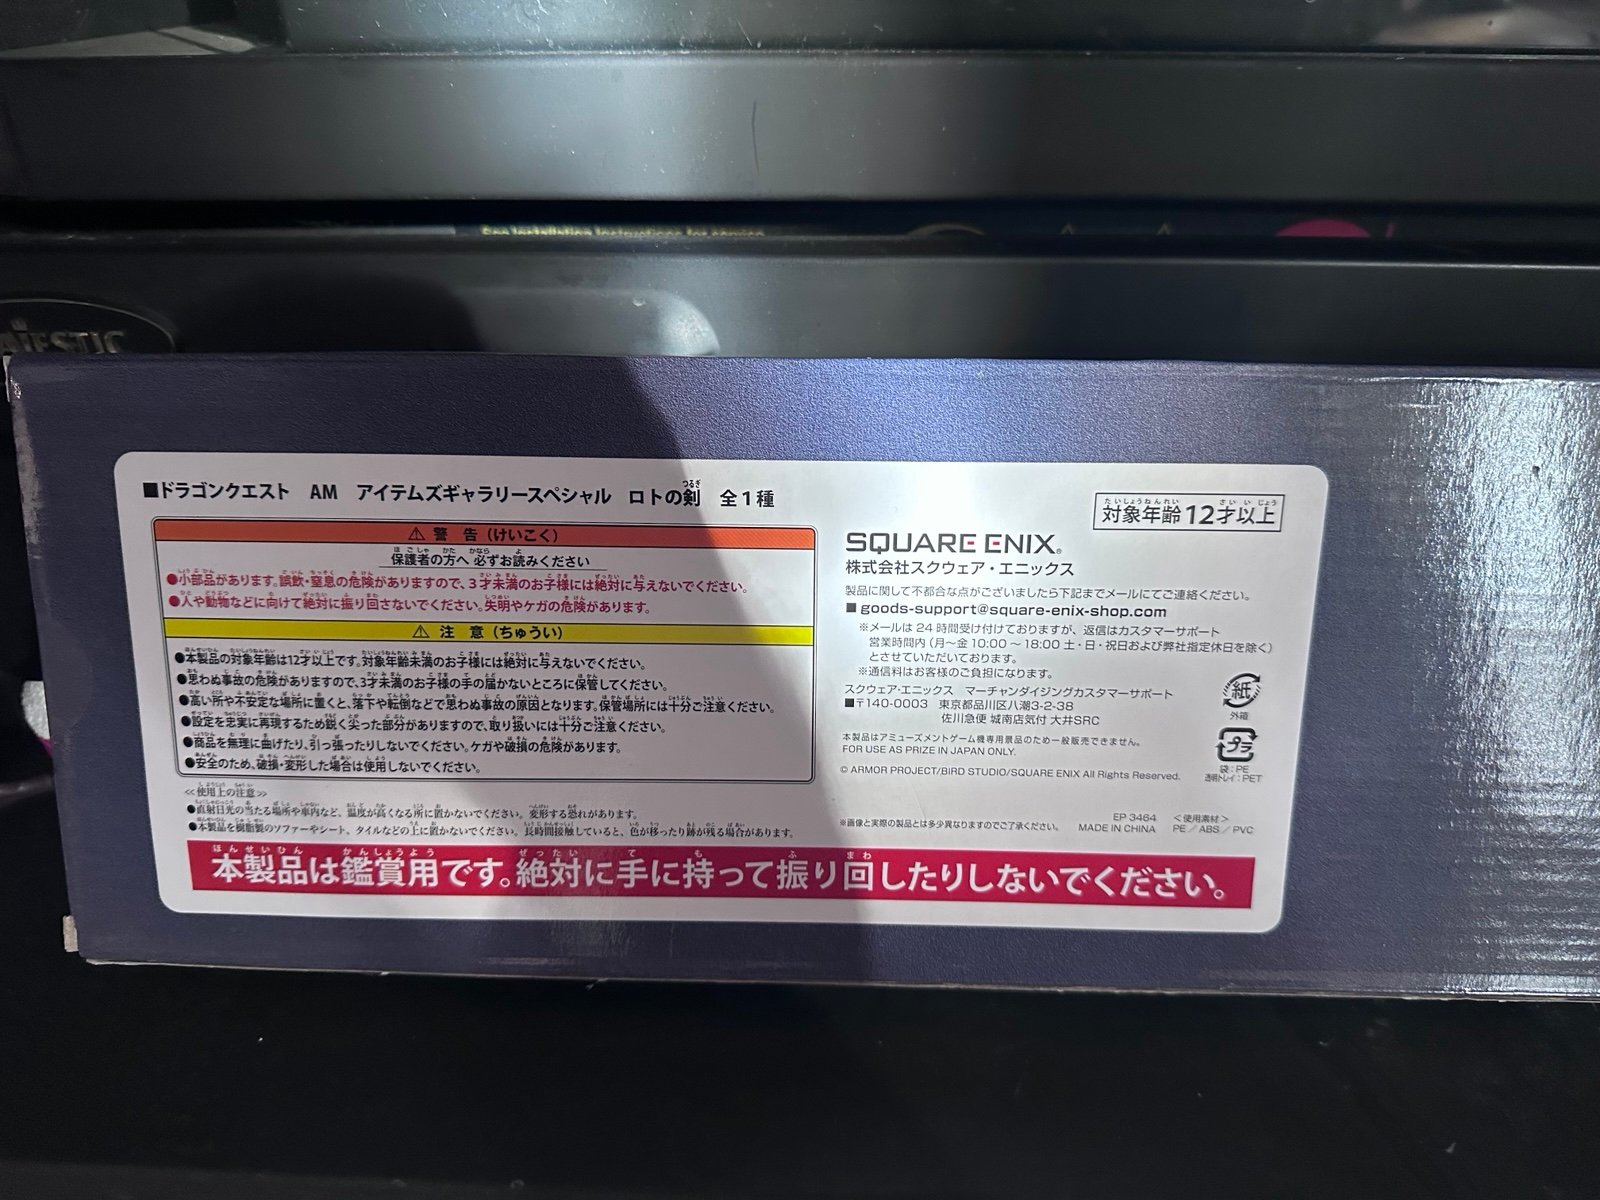 ■ドラゴンクエスト AM アイテムズギャラリースペシャル ロトの剣 全1種
つるぎ
対象年齢12才以上
たいしょうねんれい さいいじょう
⚠ 警 告（けいこく）
保護者の方へ 必ずお読みください
●小部品があります。誤飲・窒息の危険がありますので、3才未満のお子様には絶対に与えないでください。
●人や動物などに向けて絶対に振り回さないでください。失明やケガの危険があります。
⚠ 注 意（ちゅうい）
●本製品の対象年齢は12才以上です。対象年齢未満のお子様には絶対に与えないでください。
●思わぬ事故の危険がありますので、3才未満のお子様の手の届かないところに保管してください。
●高い所や不安定な場所に置くと、落下や転倒などで思わぬ事故の原因となります。保管場所には十分ご注意ください。
●設定を忠実に再現するため鋭く尖った部分がありますので、取り扱いには十分ご注意ください。
●商品を無理に曲げたり、引っ張ったりしないでください。ケガや破損の危険があります。
●安全のため、破損・変形した場合は使用しないでください。
≪使用上の注意≫
●直射日光の当たる場所や車内など、温度が高くなる所に置かないでください。変形する恐れがあります。
●本製品を樹脂製のソファーやシート、タイルなどの上に置かないでください。長時間接触していると、色が移ったり跡が残る場合があります。
SQUARE ENIX®
株式会社スクウェア・エニックス
製品に関して不都合な点がございましたら下記までメールにてご連絡ください。
■goods-support@square-enix-shop.com
※メールは24時間受け付けておりますが、返信はカスタマーサポート
営業時間内（月～金 10:00～18:00 土・日・祝日および弊社指定休日を除く）
とさせていただいております。
※通信料はお客様のご負担になります。
スクウェア・エニックス マーチャンダイジングカスタマーサポート
■〒140-0003 東京都品川区八潮3-2-38
佐川急便 城南店気付 大井SRC
本製品はアミューズメントゲーム機専用景品のため一般販売できません。
FOR USE AS PRIZE IN JAPAN ONLY.
© ARMOR PROJECT/BIRD STUDIO/SQUARE ENIX All Rights Reserved.
紙
外箱
プラ
袋：PE
透明トレイ：PET
※画像と実際の製品とは多少異なりますのでご了承ください。
EP 3464
MADE IN CHINA
＜使用素材＞
PE／ABS／PVC
ほんせいひん かんしょうよう ぜったい て も ふ まわ
本製品は鑑賞用です。絶対に手に持って振り回したりしないでください。